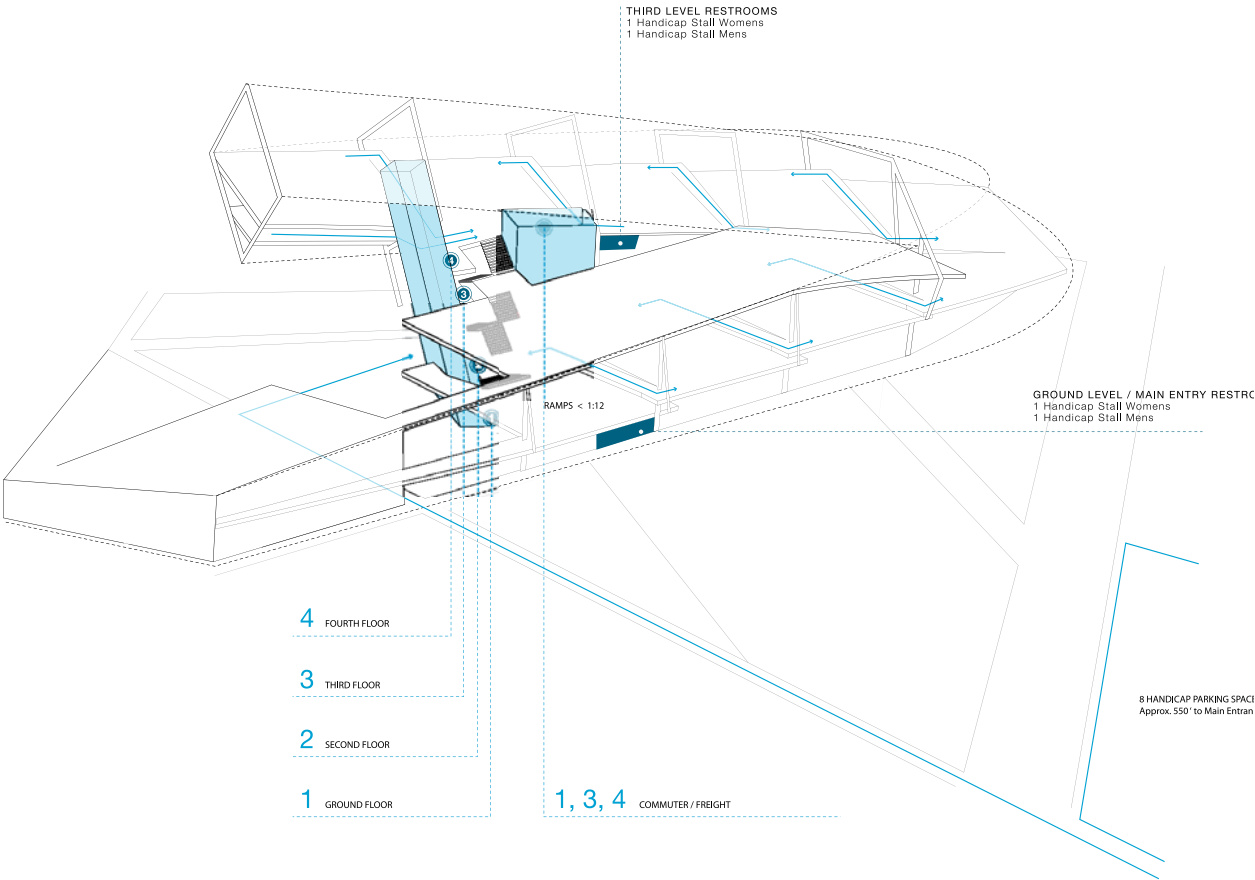 THIRD LEVEL RESTROOMS
1 Handicap Stall Womens
1 Handicap Stall Mens
4
3
RAMPS < 1:12
GROUND LEVEL / MAIN ENTRY RESTRO
1 Handicap Stall Womens
1 Handicap Stall Mens
4 FOURTH FLOOR
3 THIRD FLOOR
8 HANDICAP PARKING SPACE
Approx. 550' to Main Entran
2 SECOND FLOOR
1 GROUND FLOOR
1, 3, 4 COMMUTER / FREIGHT